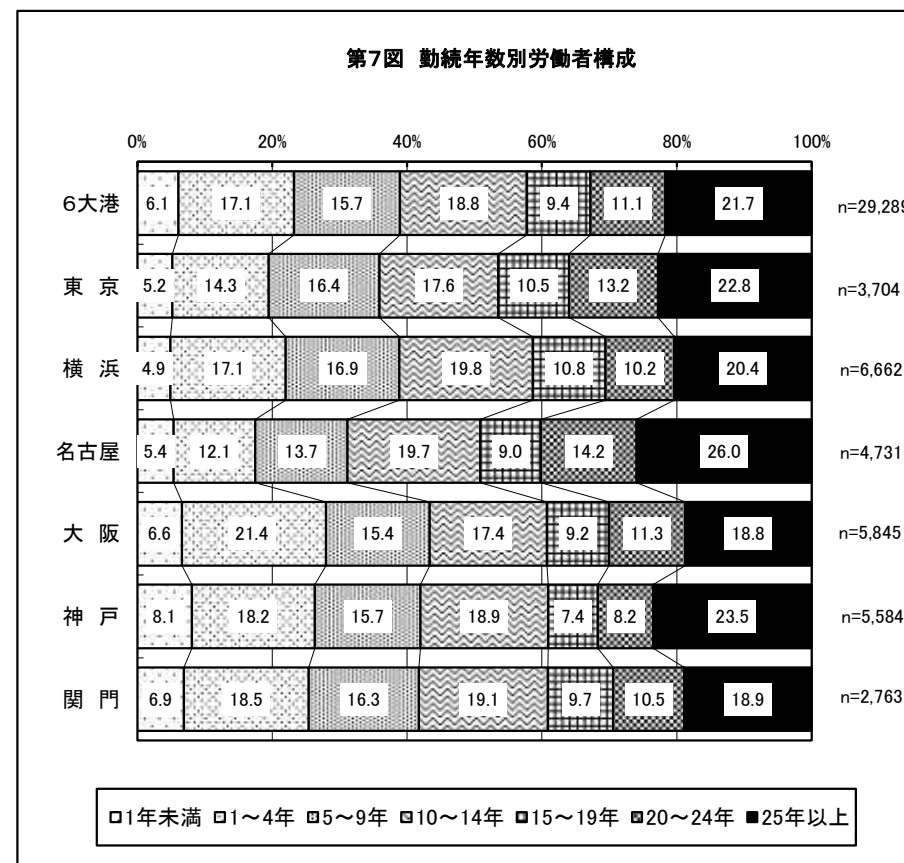 第7図 勤続年数別労働者構成
0% 20% 40% 60% 80% 100%
6大港 6.1 17.1 15.7 18.8 9.4 11.1 21.7 n=29,289
東 京 5.2 14.3 16.4 17.6 10.5 13.2 22.8 n=3,704
横 浜 4.9 17.1 16.9 19.8 10.8 10.2 20.4 n=6,662
名古屋 5.4 12.1 13.7 19.7 9.0 14.2 26.0 n=4,731
大 阪 6.6 21.4 15.4 17.4 9.2 11.3 18.8 n=5,845
神 戸 8.1 18.2 15.7 18.9 7.4 8.2 23.5 n=5,584
関 門 6.9 18.5 16.3 19.1 9.7 10.5 18.9 n=2,763
1年未満 1～4年 5～9年 10～14年 15～19年 20～24年 25年以上